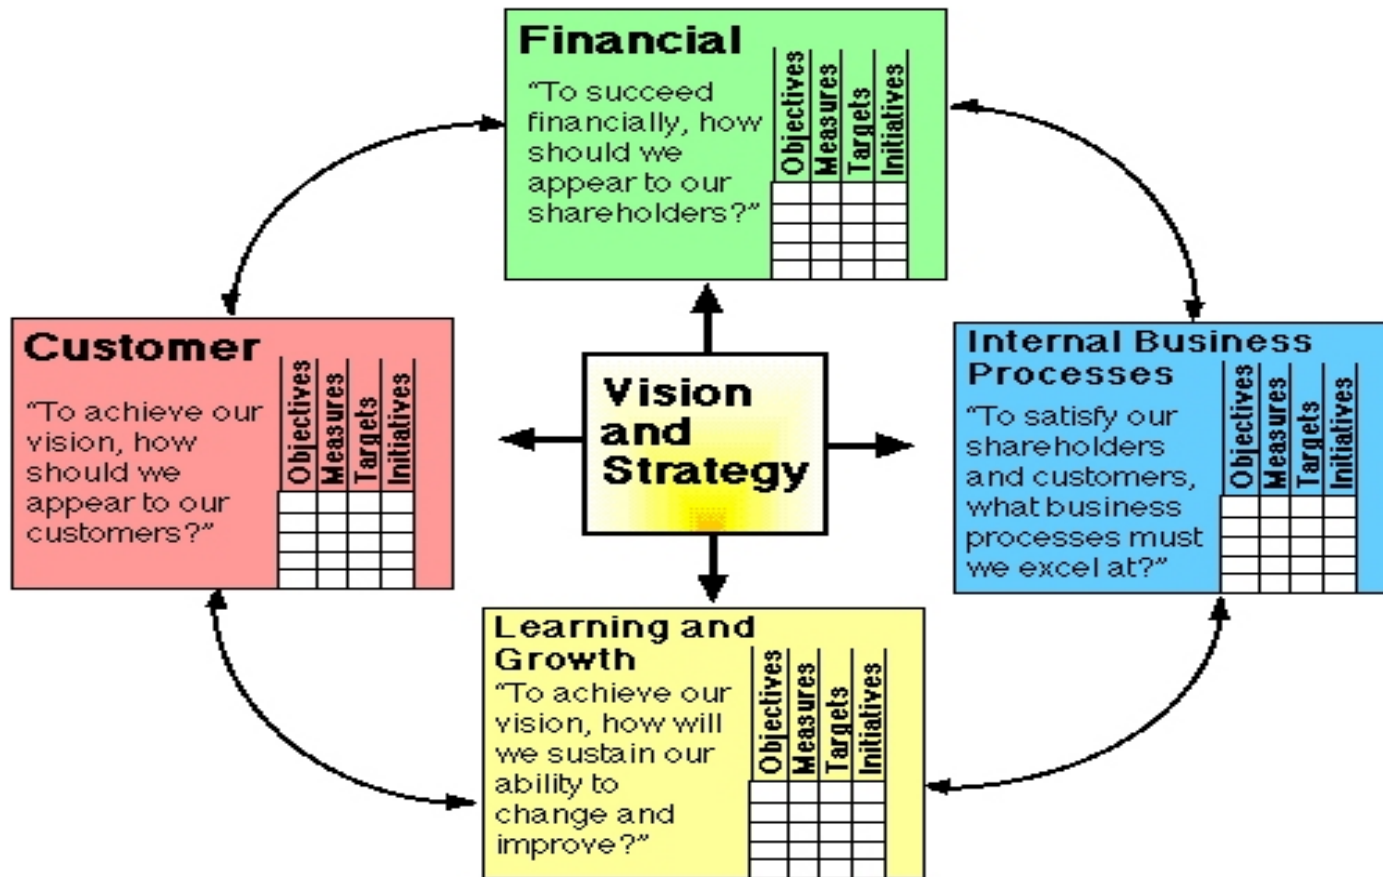 Financial
“To succeed
financially, how
should we
appear to our
shareholders?”
Objectives
Measures
Targets
Initiatives
Customer
“To achieve our
vision, how
should we
appear to our
customers?”
Objectives
Measures
Targets
Initiatives
Vision
and
Strategy
Internal Business
Processes
“To satisfy our
shareholders
and customers,
what business
processes must
we excel at?”
Objectives
Measures
Targets
Initiatives
Learning and
Growth
“To achieve our
vision, how will
we sustain our
ability to
change and
improve?”
Objectives
Measures
Targets
Initiatives